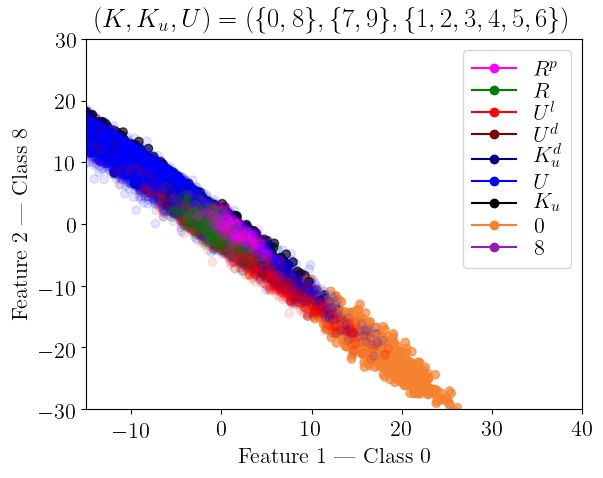 (K, K_u, U) = ({0, 8}, {7, 9}, {1, 2, 3, 4, 5, 6})
30
20
10
0
−10
−20
−30
Feature 2 — Class 8
−10
0
10
20
30
40
Feature 1 — Class 0
R^p
R
U^l
U^d
K_u^d
U
K_u
0
8